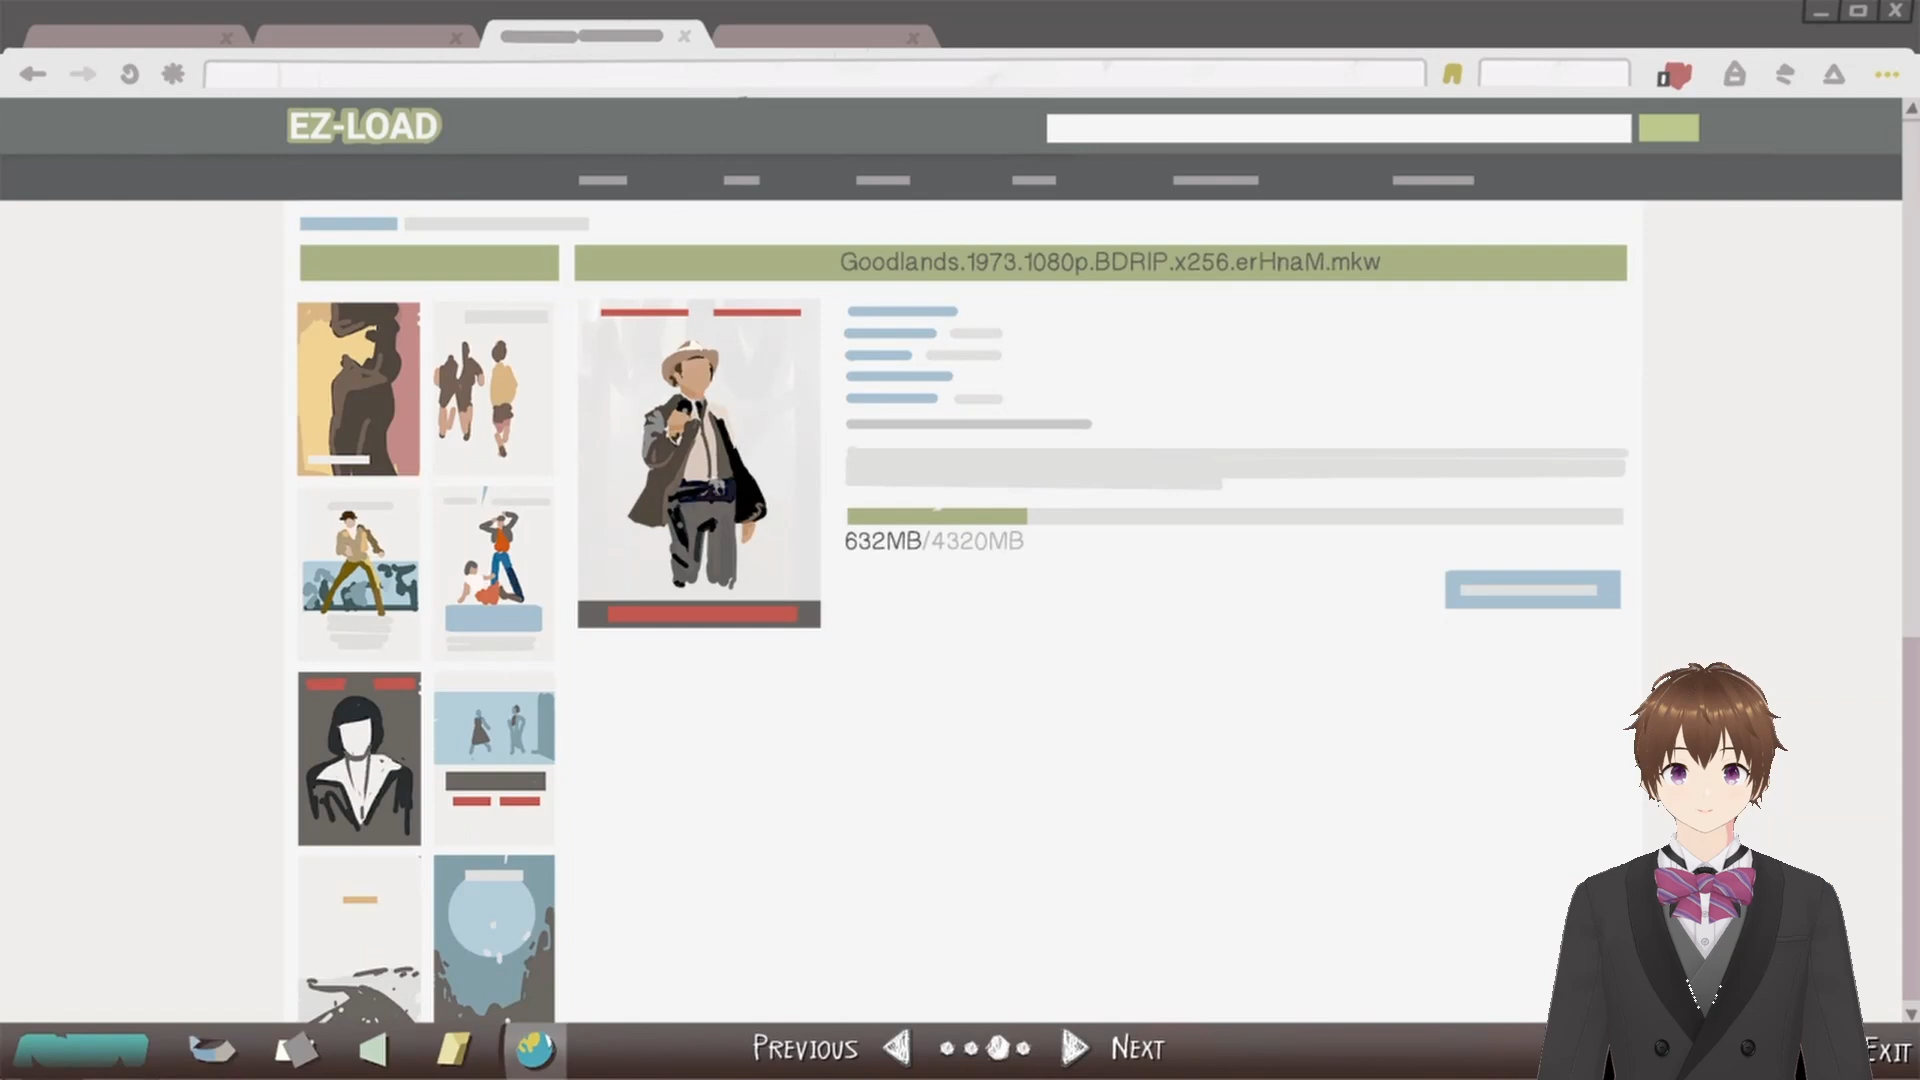 EZ-LOAD
Goodlands.1973.1080p.BDRIP.x256.erHnaM.mkw
632MB/4320MB
PREVIOUS
NEXT
EXIT